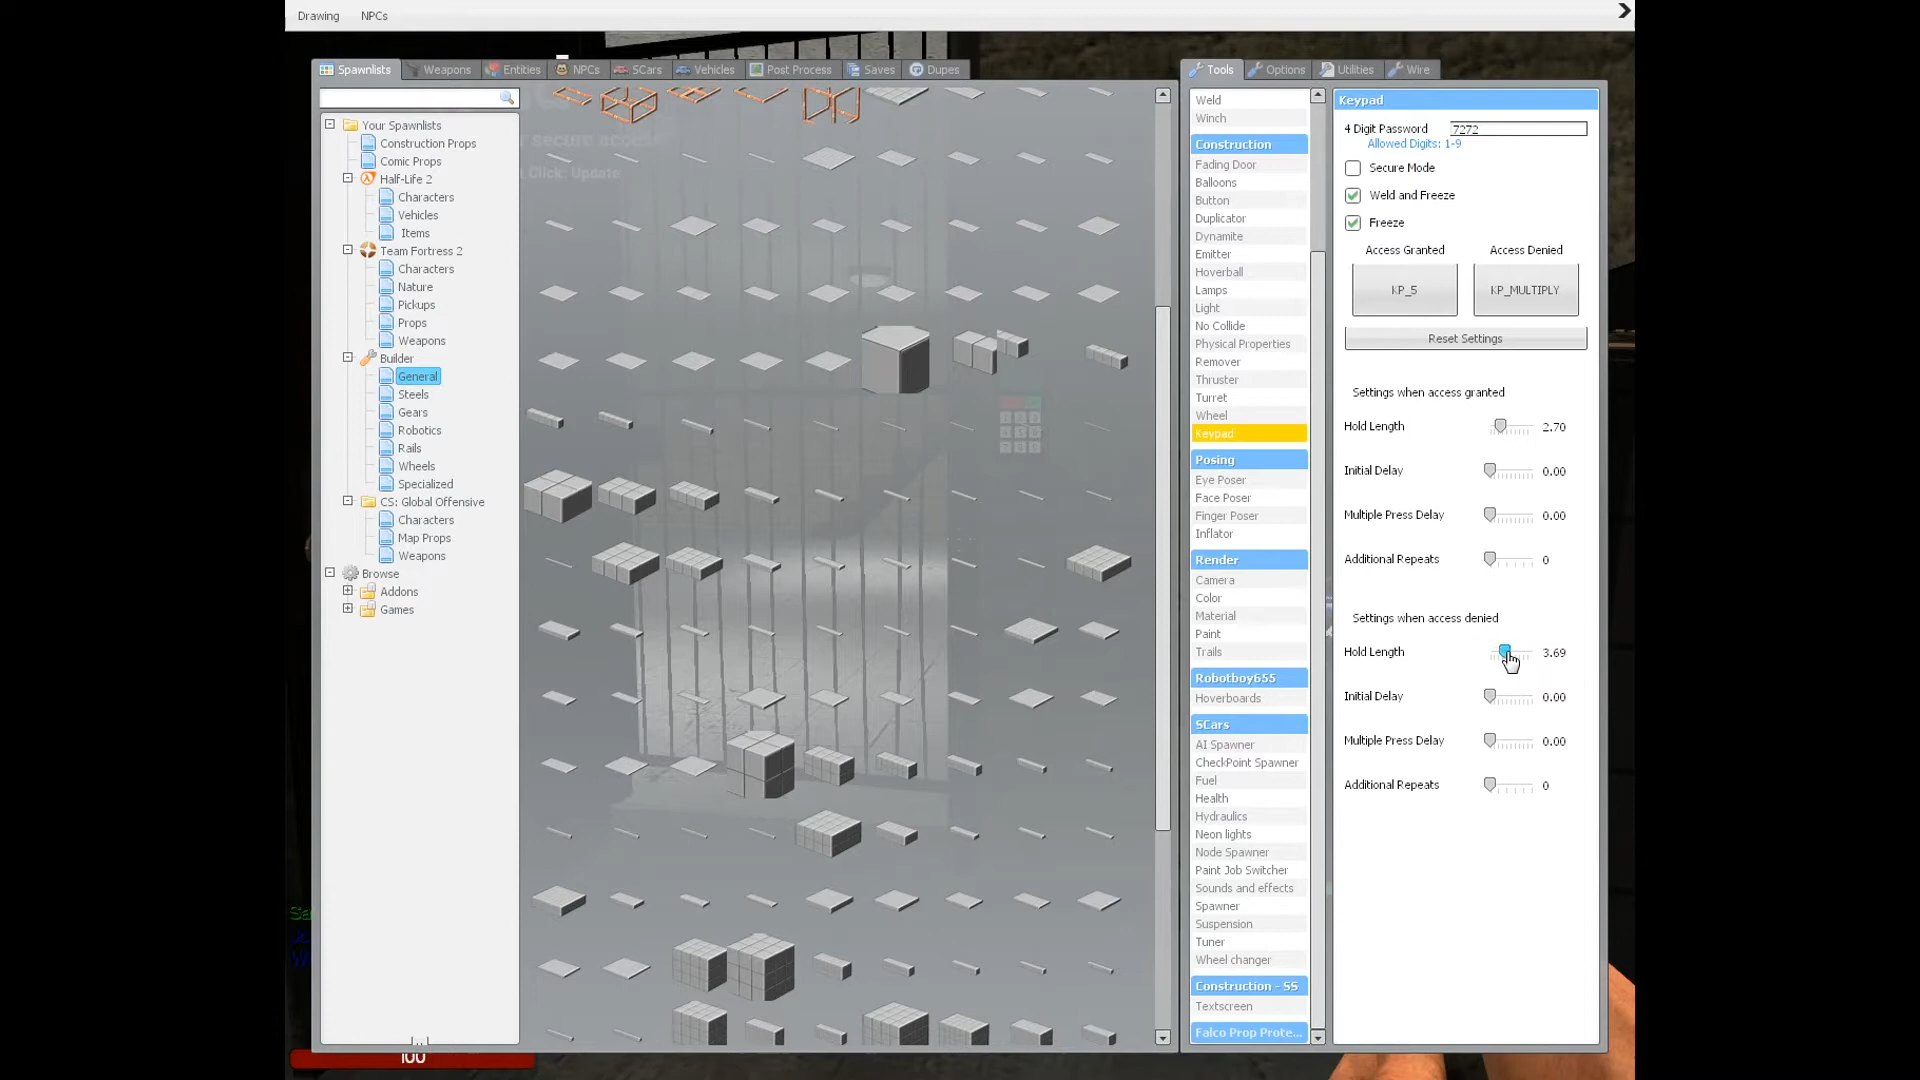 Drawing NPCs
Spawnlists Weapons Entities NPCs SCars Vehicles Post Process Saves Dupes
Your Spawnlists
Construction Props
Comic Props
Half-Life 2
Characters
Vehicles
Items
Team Fortress 2
Characters
Nature
Pickups
Props
Weapons
Builder
General
Steels
Gears
Robotics
Rails
Wheels
Specialized
CS: Global Offensive
Characters
Map Props
Weapons
Browse
Addons
Games
secure access
Click: Update
100
Tools Options Utilities Wire
Weld
Winch
Construction
Fading Door
Balloons
Button
Duplicator
Dynamite
Emitter
Hoverball
Lamps
Light
No Collide
Physical Properties
Remover
Thruster
Turret
Wheel
Keypad
Posing
Eye Poser
Face Poser
Finger Poser
Inflator
Render
Camera
Color
Material
Paint
Trails
Robotboy655
Hoverboards
SCars
AI Spawner
CheckPoint Spawner
Fuel
Health
Hydraulics
Neon lights
Node Spawner
Paint Job Switcher
Sounds and effects
Spawner
Suspension
Tuner
Wheel changer
Construction - SS
Textscreen
Falco Prop Prote...
Keypad
4 Digit Password 7272
Allowed Digits: 1-9
Secure Mode
Weld and Freeze
Freeze
Access Granted Access Denied
KP_5 KP_MULTIPLY
Reset Settings
Settings when access granted
Hold Length 2.70
Initial Delay 0.00
Multiple Press Delay 0.00
Additional Repeats 0
Settings when access denied
Hold Length 3.69
Initial Delay 0.00
Multiple Press Delay 0.00
Additional Repeats 0